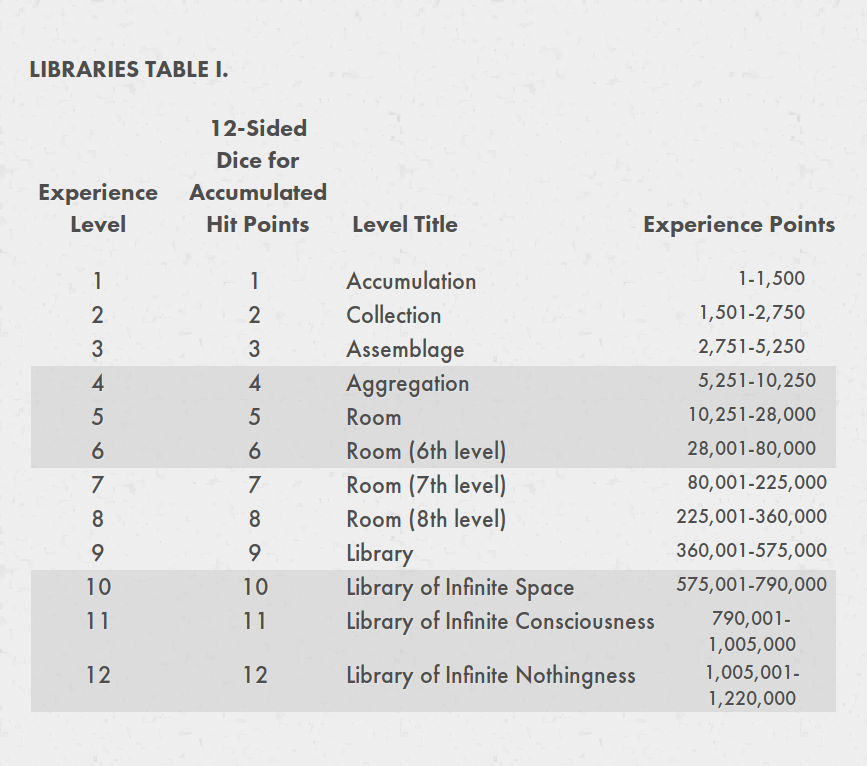 LIBRARIES TABLE I.
12-Sided
Dice for
Experience Accumulated
Level Hit Points Level Title Experience Points
1 1 Accumulation 1-1,500
2 2 Collection 1,501-2,750
3 3 Assemblage 2,751-5,250
4 4 Aggregation 5,251-10,250
5 5 Room 10,251-28,000
6 6 Room (6th level) 28,001-80,000
7 7 Room (7th level) 80,001-225,000
8 8 Room (8th level) 225,001-360,000
9 9 Library 360,001-575,000
10 10 Library of Infinite Space 575,001-790,000
11 11 Library of Infinite Consciousness 790,001-
1,005,000
12 12 Library of Infinite Nothingness 1,005,001-
1,220,000